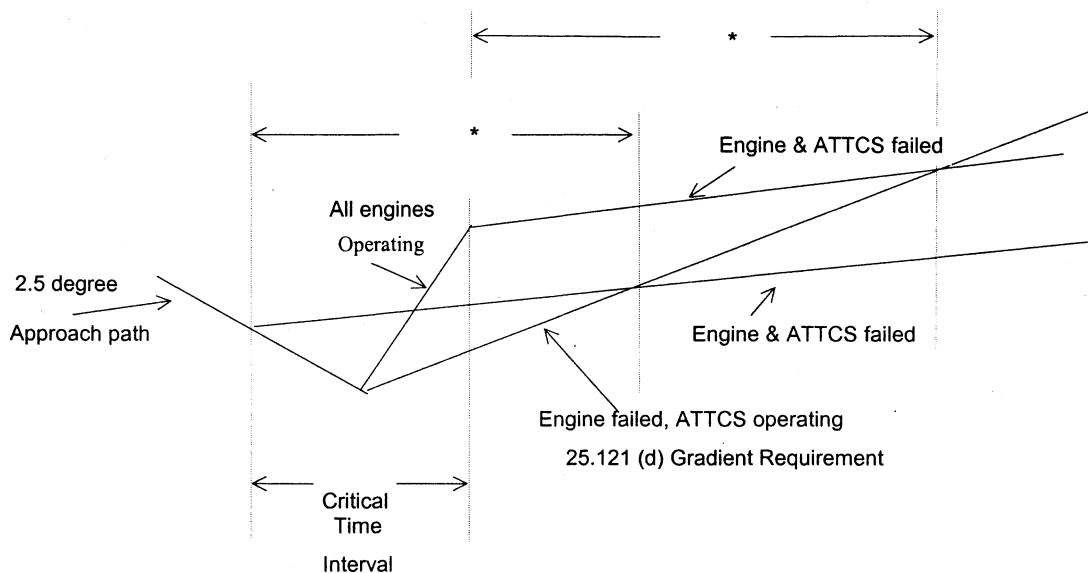 *
*
Engine & ATTCS failed
All engines
Operating
2.5 degree
Approach path
Engine & ATTCS failed
Engine failed, ATTCS operating
25.121 (d) Gradient Requirement
Critical
Time
Interval